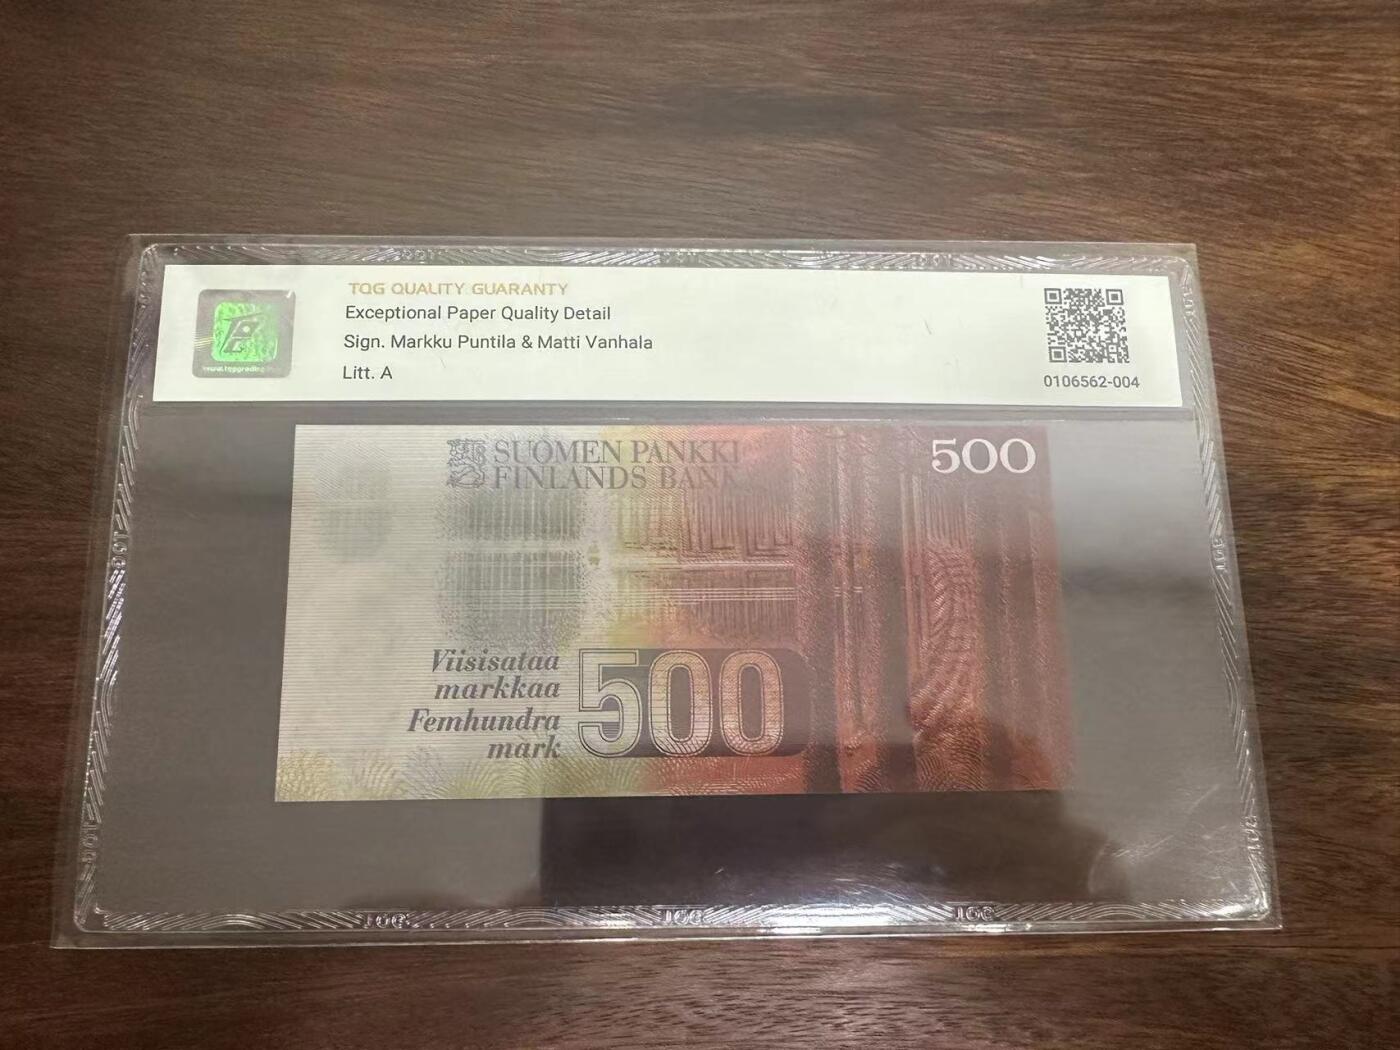 TQG QUALITY GUARANTY
Exceptional Paper Quality Detail
Sign. Markku Puntila & Matti Vanhala
Litt. A
0106562-004
SUOMEN PANKKI
FINLANDS BANK
500
Viisisataa
markkaa
Femhundra
mark
500